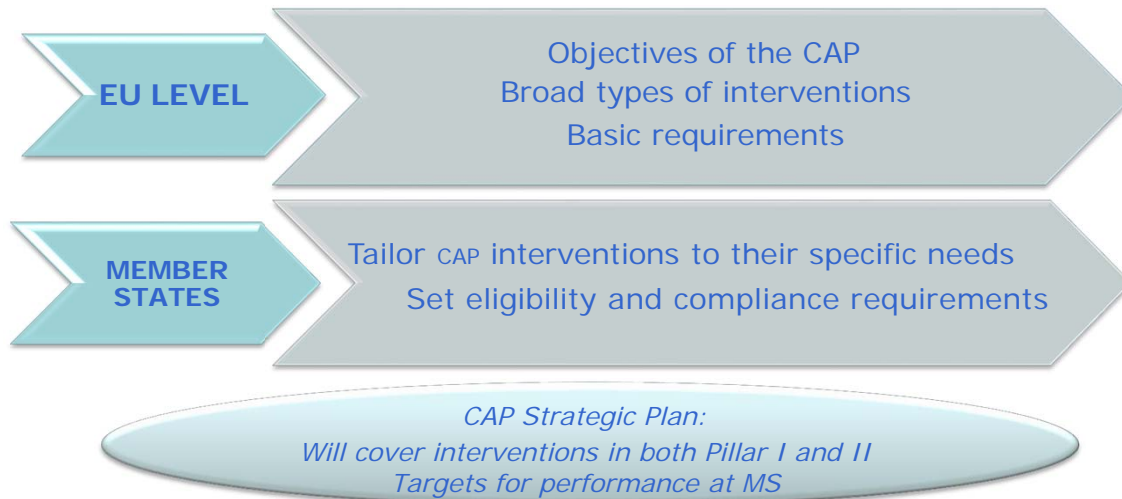 EU LEVEL
Objectives of the CAP
Broad types of interventions
Basic requirements
MEMBER
STATES
Tailor CAP interventions to their specific needs
Set eligibility and compliance requirements
CAP Strategic Plan:
Will cover interventions in both Pillar I and II
Targets for performance at MS